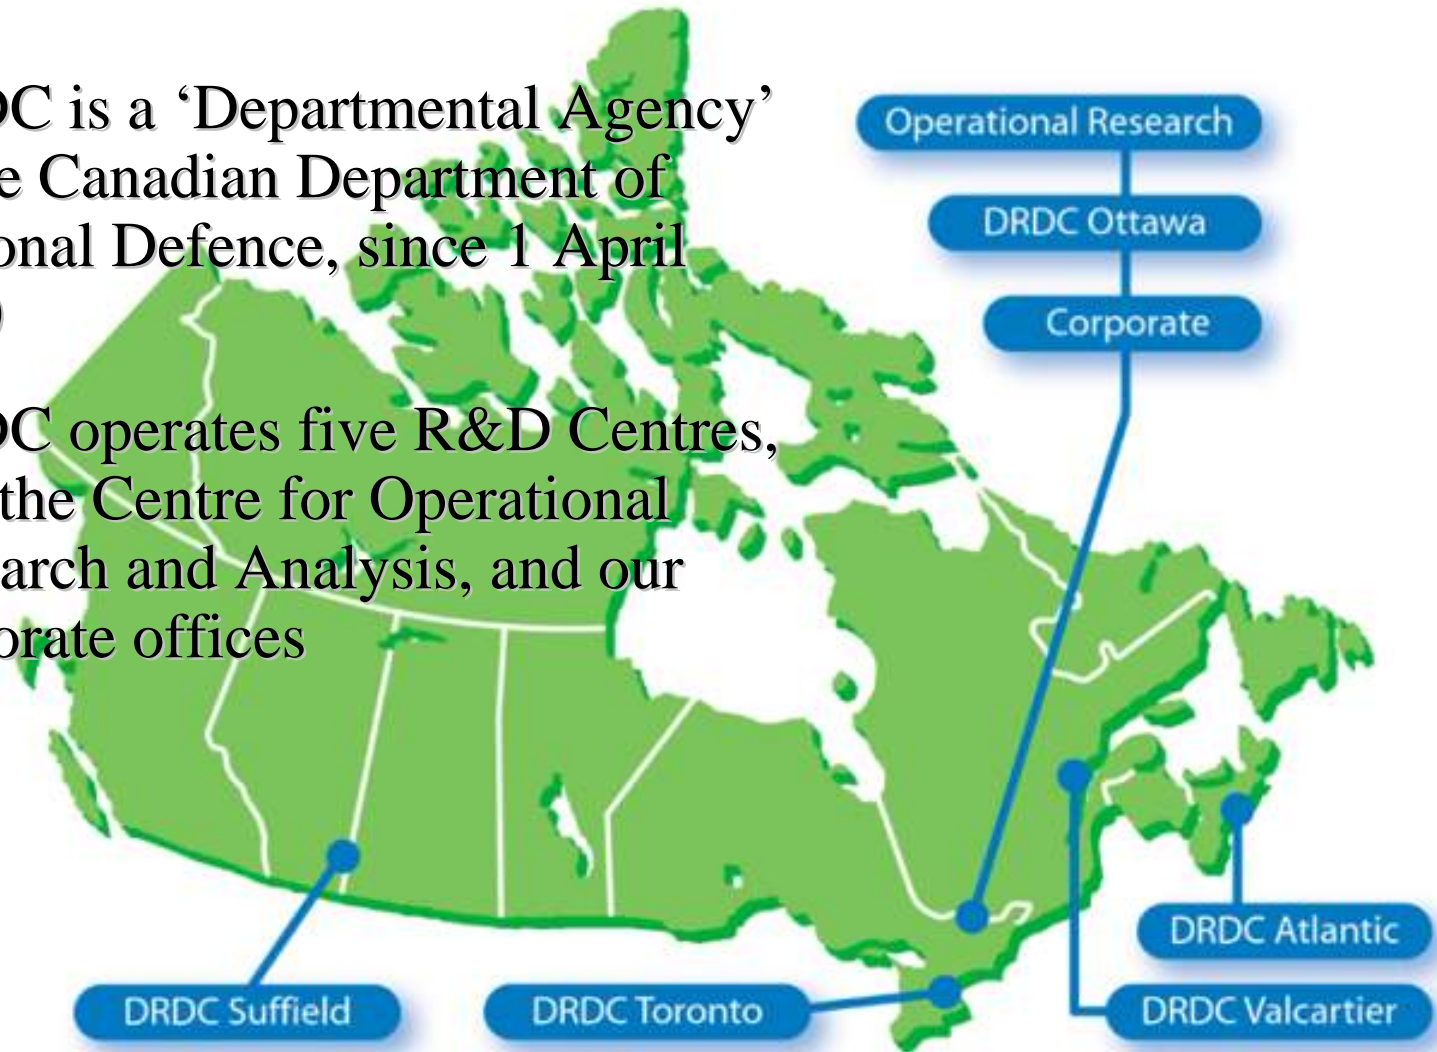 DC is a ‘Departmental Agency’
e Canadian Department of
onal Defence, since 1 April
)
DC operates five R&D Centres,
the Centre for Operational
arch and Analysis, and our
orate offices
Operational Research
DRDC Ottawa
Corporate
DRDC Atlantic
DRDC Suffield
DRDC Toronto
DRDC Valcartier